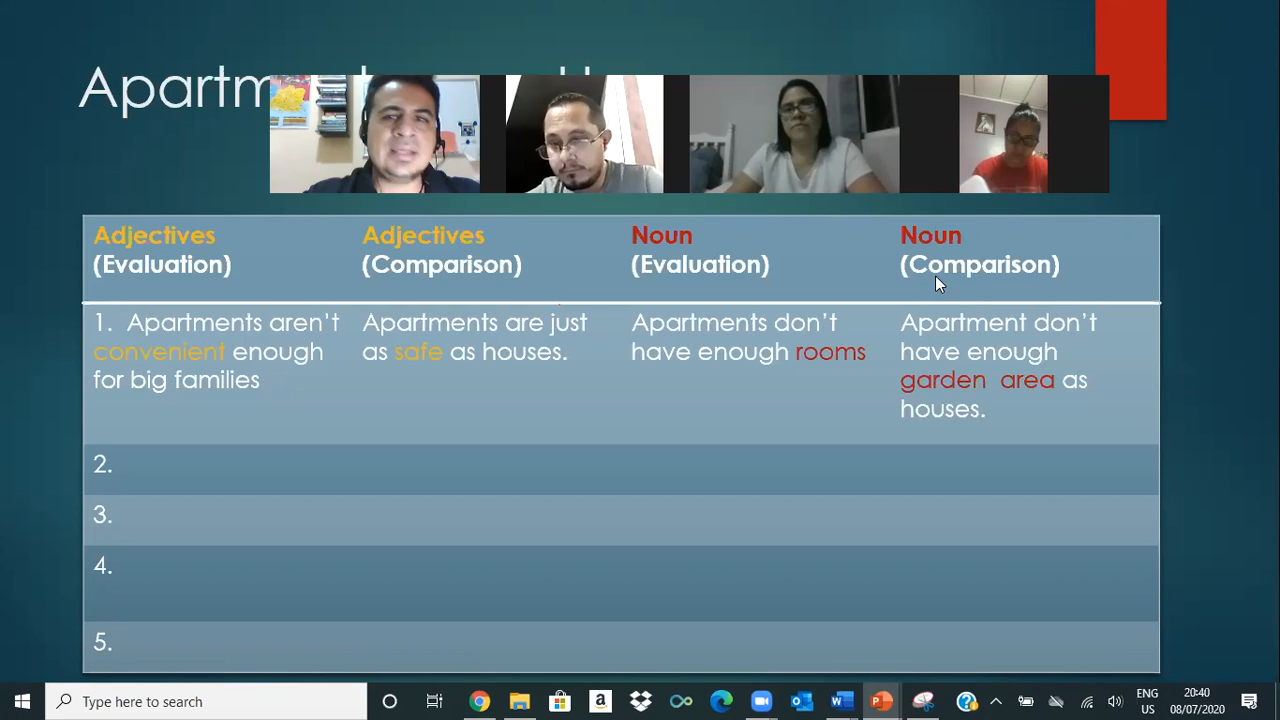 Adjectives
(Evaluation)
Adjectives
(Comparison)
Noun
(Evaluation)
Noun
(Comparison)
1. Apartments aren't
convenient enough
for big families
Apartments are just
as safe as houses.
Apartments don't
have enough rooms
Apartment don't
have enough
garden area as
houses.
2.
3.
4.
5.
Type here to search
ENG
US
20:40
08/07/2020